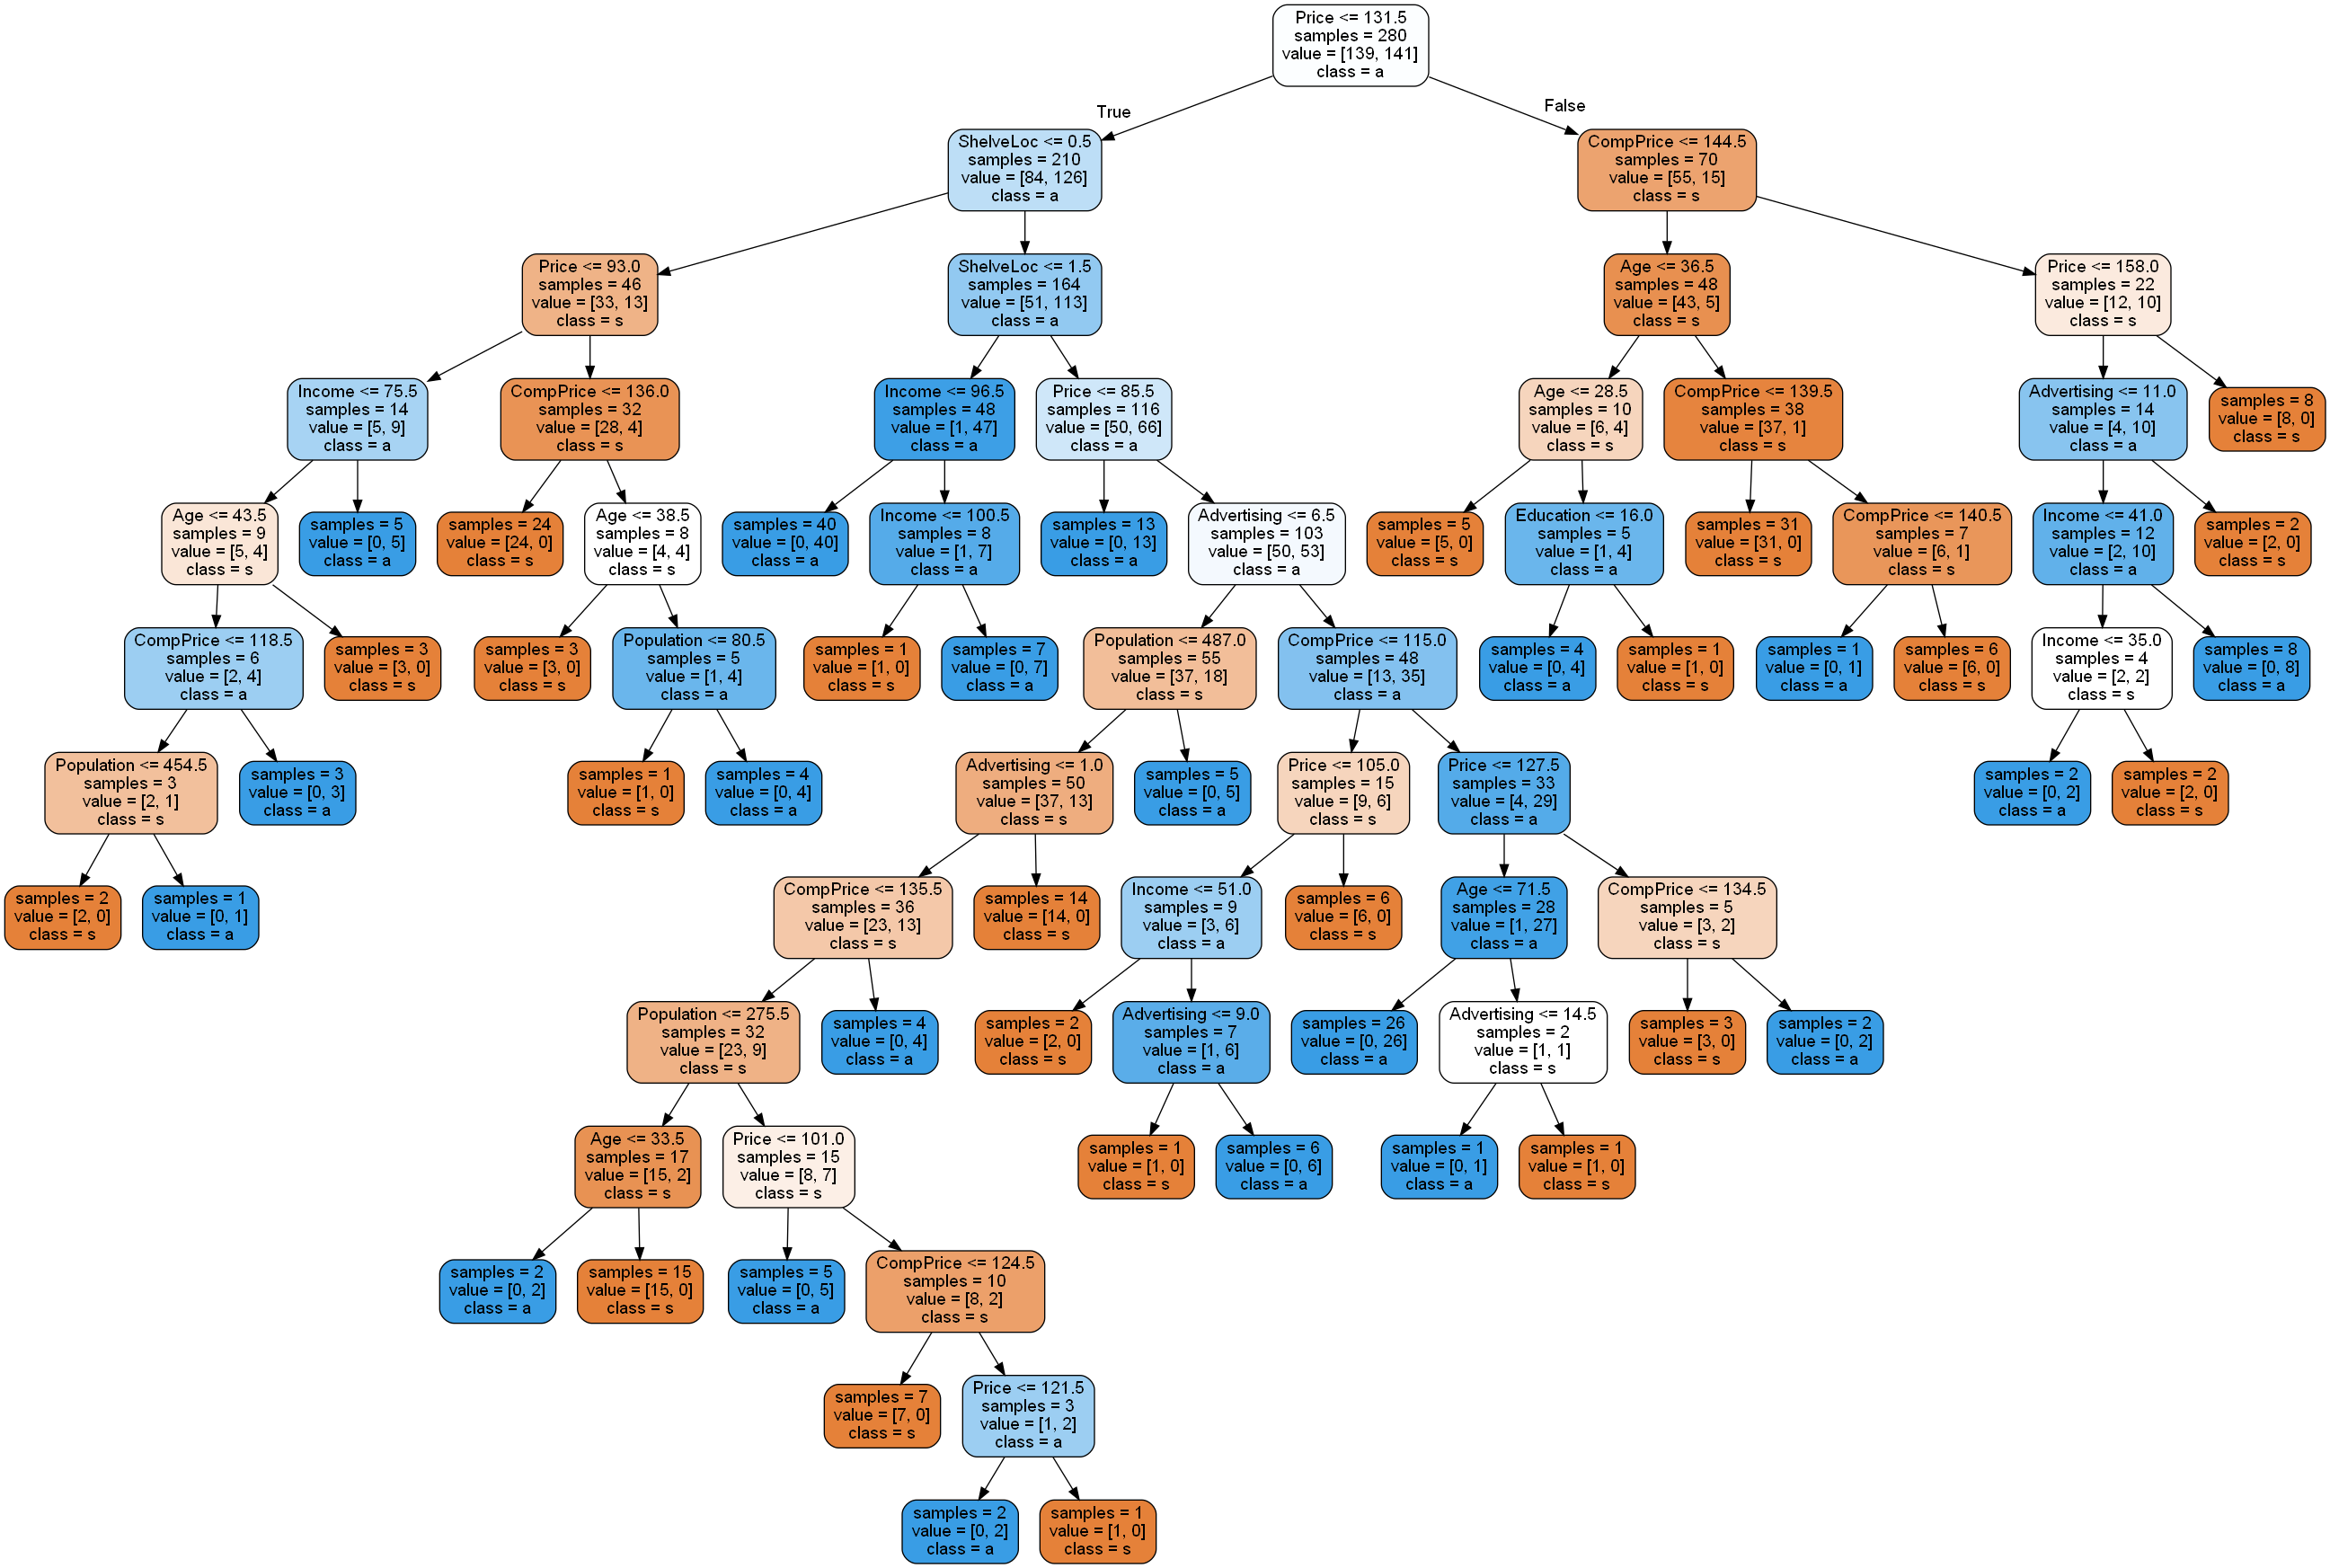 Price <= 131.5
samples = 280
value = [139, 141]
class = a
True
False
ShelveLoc <= 0.5
samples = 210
value = [84, 126]
class = a
CompPrice <= 144.5
samples = 70
value = [55, 15]
class = s
Price <= 93.0
samples = 46
value = [33, 13]
class = s
ShelveLoc <= 1.5
samples = 164
value = [51, 113]
class = a
Age <= 36.5
samples = 48
value = [43, 5]
class = s
Price <= 158.0
samples = 22
value = [12, 10]
class = s
Income <= 75.5
samples = 14
value = [5, 9]
class = a
CompPrice <= 136.0
samples = 32
value = [28, 4]
class = s
Income <= 96.5
samples = 48
value = [1, 47]
class = a
Price <= 85.5
samples = 116
value = [50, 66]
class = a
Age <= 28.5
samples = 10
value = [6, 4]
class = s
CompPrice <= 139.5
samples = 38
value = [37, 1]
class = s
Advertising <= 11.0
samples = 14
value = [4, 10]
class = a
samples = 8
value = [8, 0]
class = s
Age <= 43.5
samples = 9
value = [5, 4]
class = s
samples = 5
value = [0, 5]
class = a
samples = 24
value = [24, 0]
class = s
Age <= 38.5
samples = 8
value = [4, 4]
class = s
samples = 40
value = [0, 40]
class = a
Income <= 100.5
samples = 8
value = [1, 7]
class = a
samples = 13
value = [0, 13]
class = a
Advertising <= 6.5
samples = 103
value = [50, 53]
class = a
samples = 5
value = [5, 0]
class = s
Education <= 16.0
samples = 5
value = [1, 4]
class = a
samples = 31
value = [31, 0]
class = s
CompPrice <= 140.5
samples = 7
value = [6, 1]
class = s
Income <= 41.0
samples = 12
value = [2, 10]
class = a
samples = 2
value = [2, 0]
class = s
CompPrice <= 118.5
samples = 6
value = [2, 4]
class = a
samples = 3
value = [3, 0]
class = s
samples = 3
value = [3, 0]
class = s
Population <= 80.5
samples = 5
value = [1, 4]
class = a
samples = 1
value = [1, 0]
class = s
samples = 7
value = [0, 7]
class = a
Population <= 487.0
samples = 55
value = [37, 18]
class = s
CompPrice <= 115.0
samples = 48
value = [13, 35]
class = a
samples = 4
value = [0, 4]
class = a
samples = 1
value = [1, 0]
class = s
samples = 1
value = [0, 1]
class = a
samples = 6
value = [6, 0]
class = s
Income <= 35.0
samples = 4
value = [2, 2]
class = s
samples = 8
value = [0, 8]
class = a
Population <= 454.5
samples = 3
value = [2, 1]
class = s
samples = 3
value = [0, 3]
class = a
samples = 1
value = [1, 0]
class = s
samples = 4
value = [0, 4]
class = a
Advertising <= 1.0
samples = 50
value = [37, 13]
class = s
samples = 5
value = [0, 5]
class = a
Price <= 105.0
samples = 15
value = [9, 6]
class = s
Price <= 127.5
samples = 33
value = [4, 29]
class = a
samples = 2
value = [0, 2]
class = a
samples = 2
value = [2, 0]
class = s
samples = 2
value = [2, 0]
class = s
samples = 1
value = [0, 1]
class = a
CompPrice <= 135.5
samples = 36
value = [23, 13]
class = s
samples = 14
value = [14, 0]
class = s
Income <= 51.0
samples = 9
value = [3, 6]
class = a
samples = 6
value = [6, 0]
class = s
Age <= 71.5
samples = 28
value = [1, 27]
class = a
CompPrice <= 134.5
samples = 5
value = [3, 2]
class = s
Population <= 275.5
samples = 32
value = [23, 9]
class = s
samples = 4
value = [0, 4]
class = a
samples = 2
value = [2, 0]
class = s
Advertising <= 9.0
samples = 7
value = [1, 6]
class = a
samples = 26
value = [0, 26]
class = a
Advertising <= 14.5
samples = 2
value = [1, 1]
class = s
samples = 3
value = [3, 0]
class = s
samples = 2
value = [0, 2]
class = a
Age <= 33.5
samples = 17
value = [15, 2]
class = s
Price <= 101.0
samples = 15
value = [8, 7]
class = s
samples = 1
value = [1, 0]
class = s
samples = 6
value = [0, 6]
class = a
samples = 1
value = [0, 1]
class = a
samples = 1
value = [1, 0]
class = s
samples = 2
value = [0, 2]
class = a
samples = 15
value = [15, 0]
class = s
samples = 5
value = [0, 5]
class = a
CompPrice <= 124.5
samples = 10
value = [8, 2]
class = s
samples = 7
value = [7, 0]
class = s
Price <= 121.5
samples = 3
value = [1, 2]
class = a
samples = 2
value = [0, 2]
class = a
samples = 1
value = [1, 0]
class = s